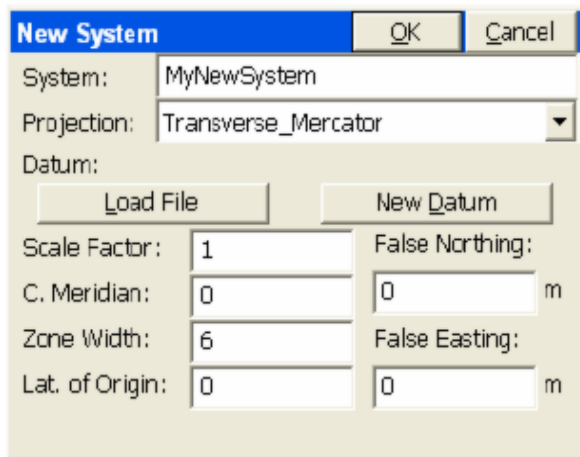 New System OK Cancel
System: MyNewSystem
Projection: Transverse_Mercator
Datum:
Load File New Datum
Scale Factor: 1 False Northing:
C. Meridian: 0 0 m
Zone Width: 6 False Easting:
Lat. of Origin: 0 0 m